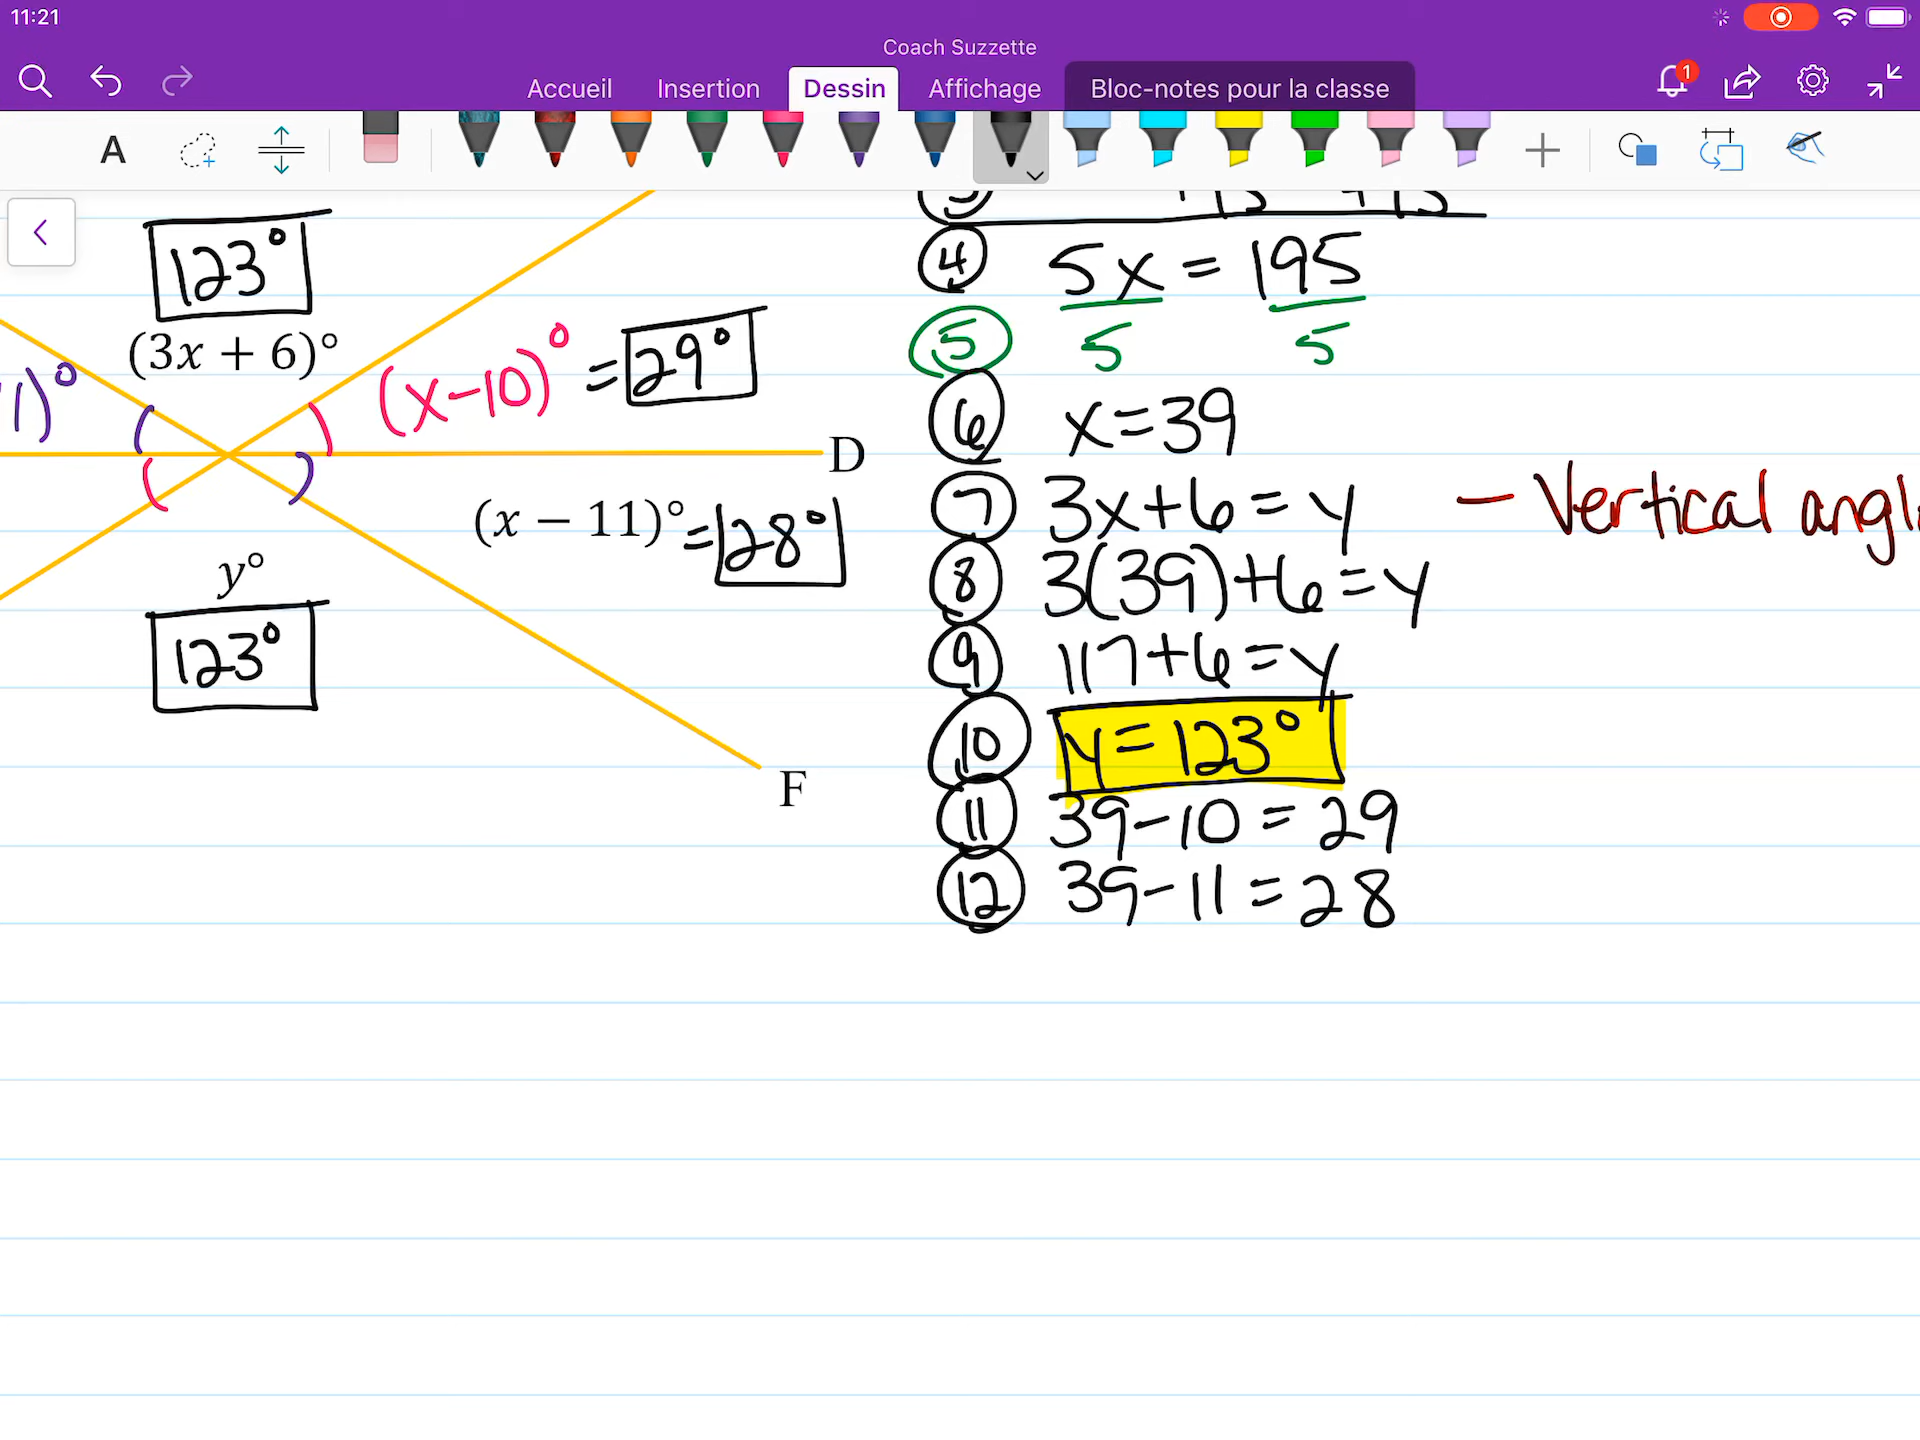 11:21
Coach Suzzette
Accueil Insertion Dessin Affichage Bloc-notes pour la classe
1
A
123°
(3x + 6)°
1)°
(x-10)° = 29°
D
(x − 11)° = 28°
y°
123°
F
④ 5x = 195
⑤ 5 5
⑥ x=39
⑦ 3x+6=y - Vertical angl
⑧ 3(39)+6=y
⑨ 117+6=y
⑩ y=123°
⑪ 39-10=29
⑫ 39-11=28